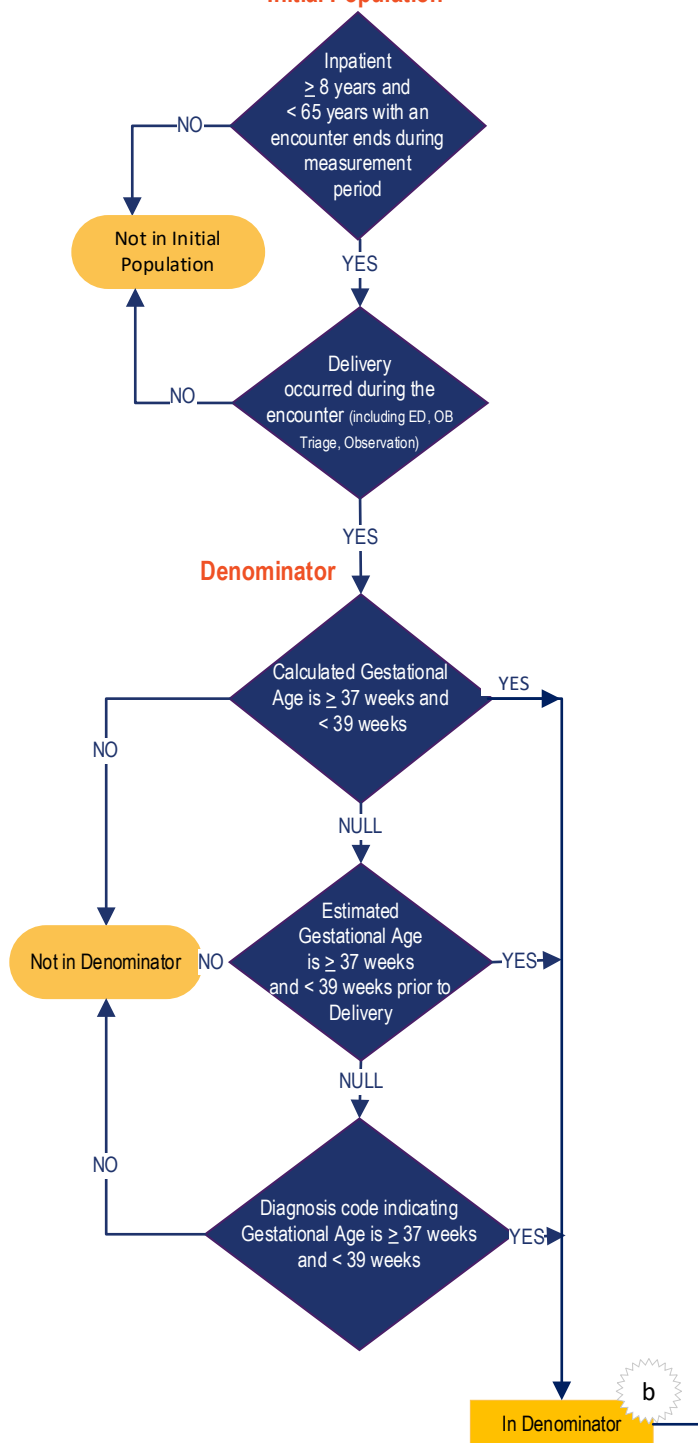 Initial Population
Inpatient
≥ 8 years and
< 65 years with an
encounter ends during
measurement
period
NO
Not in Initial
Population
YES
Delivery
occurred during the
encounter (including ED, OB
Triage, Observation)
NO
YES
Denominator
Calculated Gestational
Age is ≥ 37 weeks and
< 39 weeks
YES
NO
NULL
Estimated
Gestational Age
is ≥ 37 weeks
and < 39 weeks prior to
Delivery
Not in Denominator
NO
YES
NULL
NO
Diagnosis code indicating
Gestational Age is ≥ 37 weeks
and < 39 weeks
YES
b
In Denominator